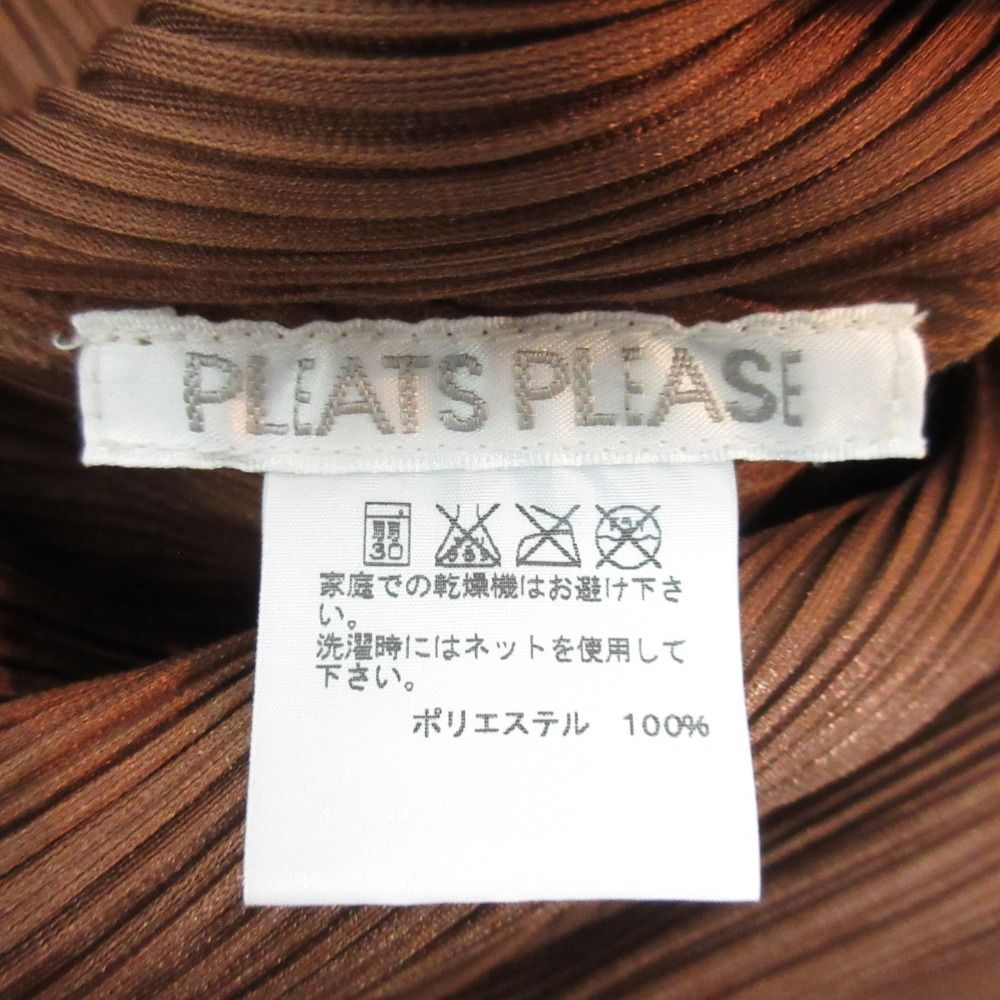 PLEATS PLEASE
弱
30
家庭での乾燥機はお避け下さ
い。
洗濯時にはネットを使用して
下さい。
ポリエステル 100%